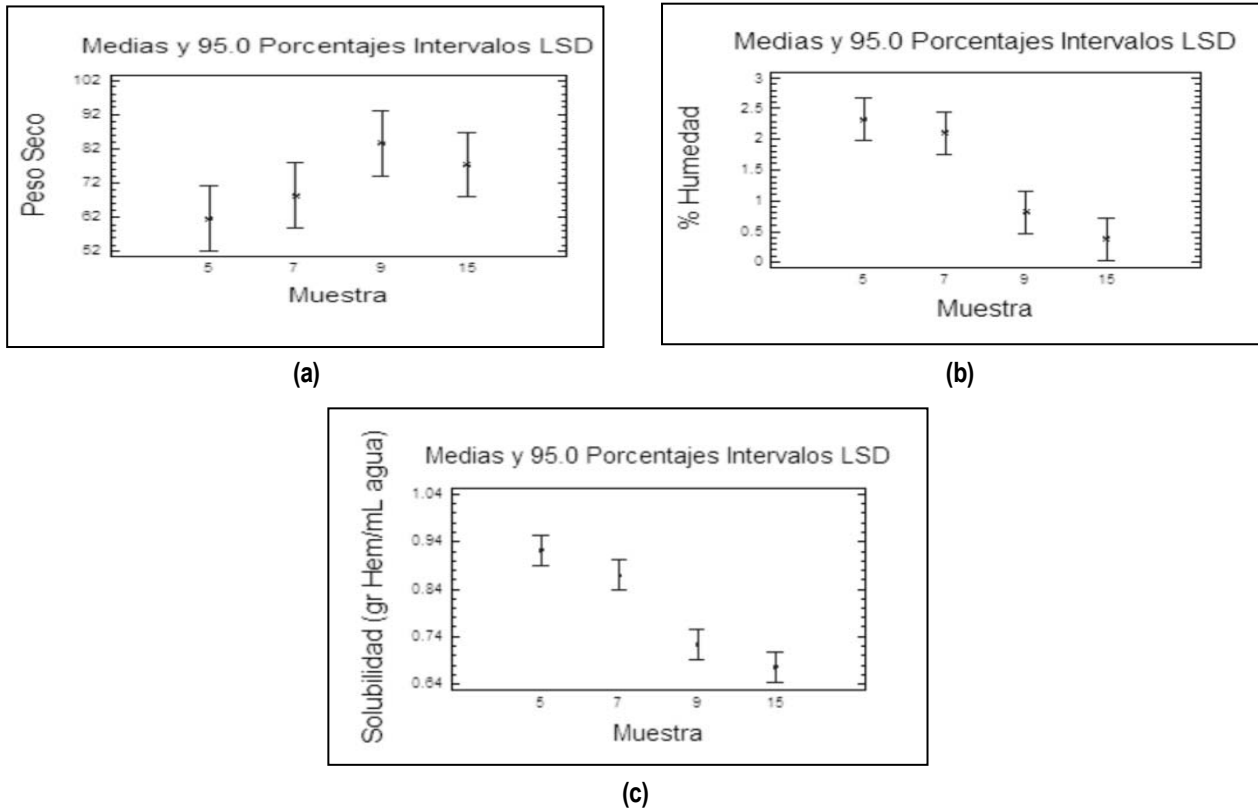 Medias y 95.0 Porcentajes Intervalos LSD
Peso Seco
102
92
82
72
62
52
5 7 9 15
Muestra
(a)
Medias y 95.0 Porcentajes Intervalos LSD
% Humedad
3
2.5
2
1.5
1
0.5
0
5 7 9 15
Muestra
(b)
Medias y 95.0 Porcentajes Intervalos LSD
Solubilidad (gr Hem/mL agua)
1.04
0.94
0.84
0.74
0.64
5 7 9 15
Muestra
(c)